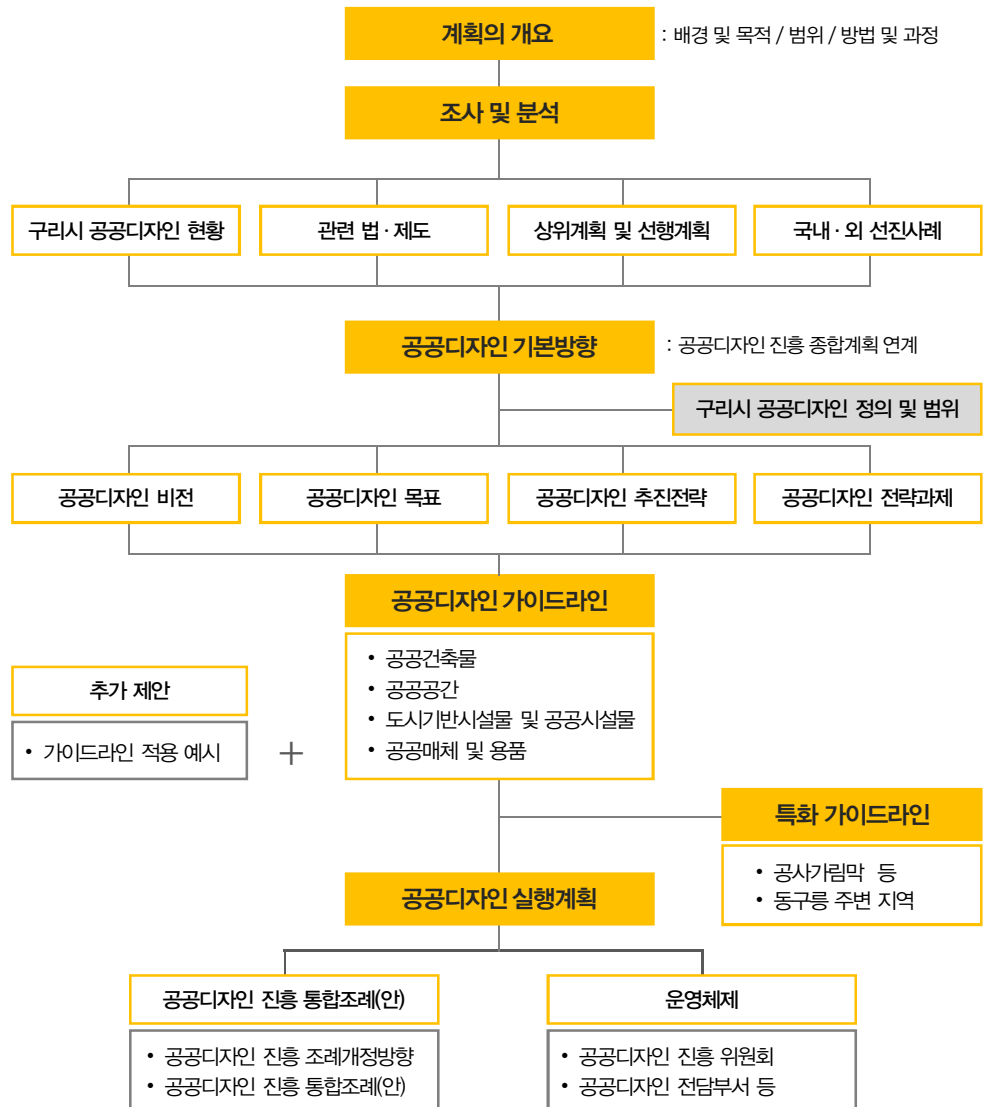 계획의 개요
: 배경 및 목적 / 범위 / 방법 및 과정
조사 및 분석
구리시 공공디자인 현황
관련 법·제도
상위계획 및 선행계획
국내·외 선진사례
공공디자인 기본방향
: 공공디자인 진흥 종합계획 연계
구리시 공공디자인 정의 및 범위
공공디자인 비전
공공디자인 목표
공공디자인 추진전략
공공디자인 전략과제
공공디자인 가이드라인
• 공공건축물
• 공공공간
• 도시기반시설물 및 공공시설물
• 공공매체 및 용품
추가 제안
• 가이드라인 적용 예시
+
특화 가이드라인
• 공사가림막 등
• 동구릉 주변 지역
공공디자인 실행계획
공공디자인 진흥 통합조례(안)
• 공공디자인 진흥 조례개정방향
• 공공디자인 진흥 통합조례(안)
운영체제
• 공공디자인 진흥 위원회
• 공공디자인 전담부서 등